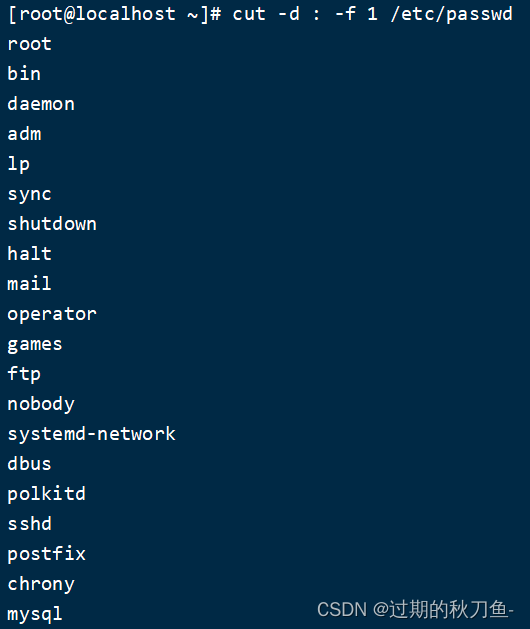 [root@localhost ~]# cut -d : -f 1 /etc/passwd
root
bin
daemon
adm
lp
sync
shutdown
halt
mail
operator
games
ftp
nobody
systemd-network
dbus
polkitd
sshd
postfix
chrony
mysql
CSDN @过期的秋刀鱼-